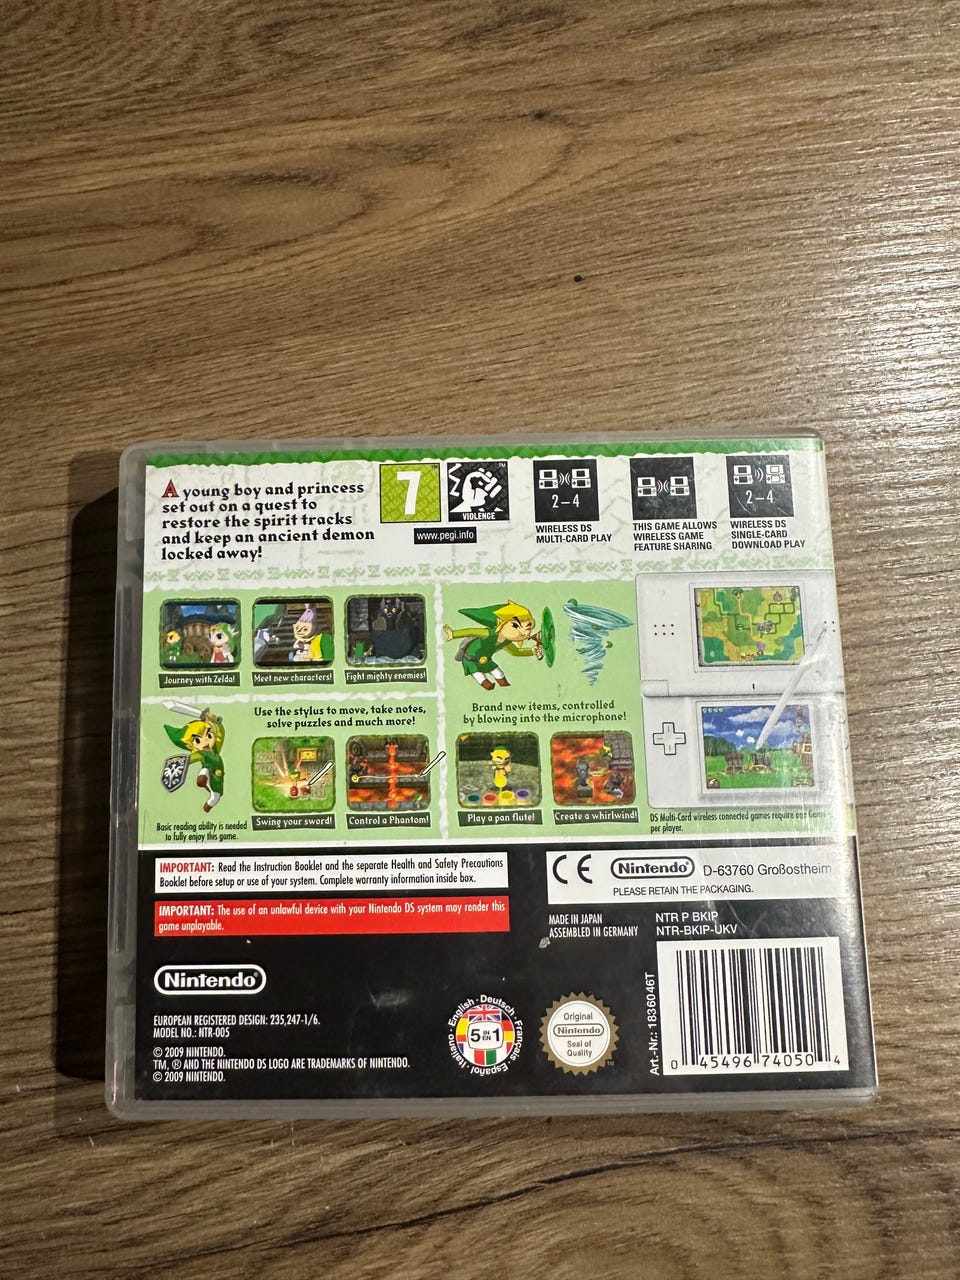 A young boy and princess
set out on a quest to
restore the spirit tracks
and keep an ancient demon
locked away!
7
VIOLENCE
www.pegi.info
2-4
WIRELESS DS
MULTI-CARD PLAY
THIS GAME ALLOWS
WIRELESS GAME
FEATURE SHARING
2-4
WIRELESS DS
SINGLE-CARD
DOWNLOAD PLAY
Journey with Zelda!
Meet new characters!
Fight mighty enemies!
Use the stylus to move, take notes,
solve puzzles and much more!
Swing your sword!
Control a Phantom!
Basic reading ability is needed
to fully enjoy this game.
Brand new items, controlled
by blowing into the microphone!
Play a pan flute!
Create a whirlwind!
DS Multi-Card wireless connected games require one Game
per player.
IMPORTANT: Read the Instruction Booklet and the separate Health and Safety Precautions
Booklet before setup or use of your system. Complete warranty information inside box.
IMPORTANT: The use of an unlawful device with your Nintendo DS system may render this
game unplayable.
CE Nintendo® D-63760 Großostheim
PLEASE RETAIN THE PACKAGING.
MADE IN JAPAN
ASSEMBLED IN GERMANY
NTR P BKIP
NTR-BKIP-UKV
Nintendo®
EUROPEAN REGISTERED DESIGN: 235,247-1/6.
MODEL NO.: NTR-005
© 2009 NINTENDO.
TM, ® AND THE NINTENDO DS LOGO ARE TRADEMARKS OF NINTENDO.
© 2009 NINTENDO.
English · Deutsch · Français · Español · Italiano
5 IN EN 1
Original
Nintendo
Seal of
Quality
TM
Art.-Nr.: 1836046T
0 45496 74050 4